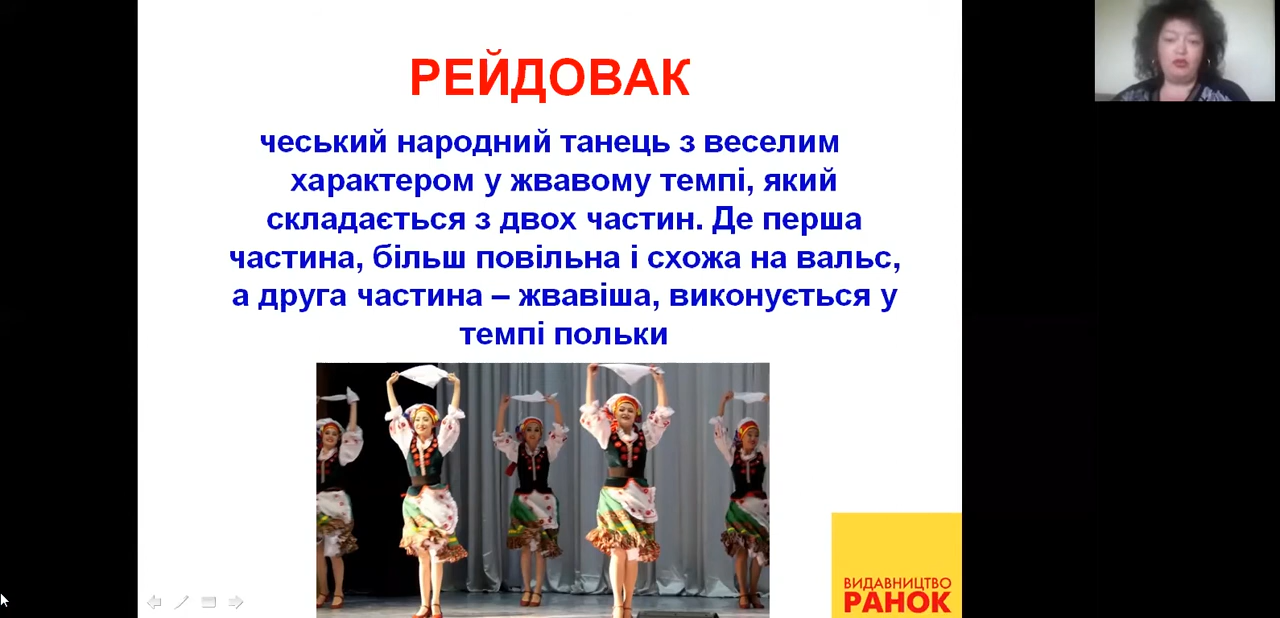 РЕЙДОВАК
чеський народний танець з веселим
характером у жвавому темпі, який
складається з двох частин. Де перша
частина, більш повільна і схожа на вальс,
а друга частина – жвавіша, виконується у
темпі польки
ВИДАВНИЦТВО
РАНОК